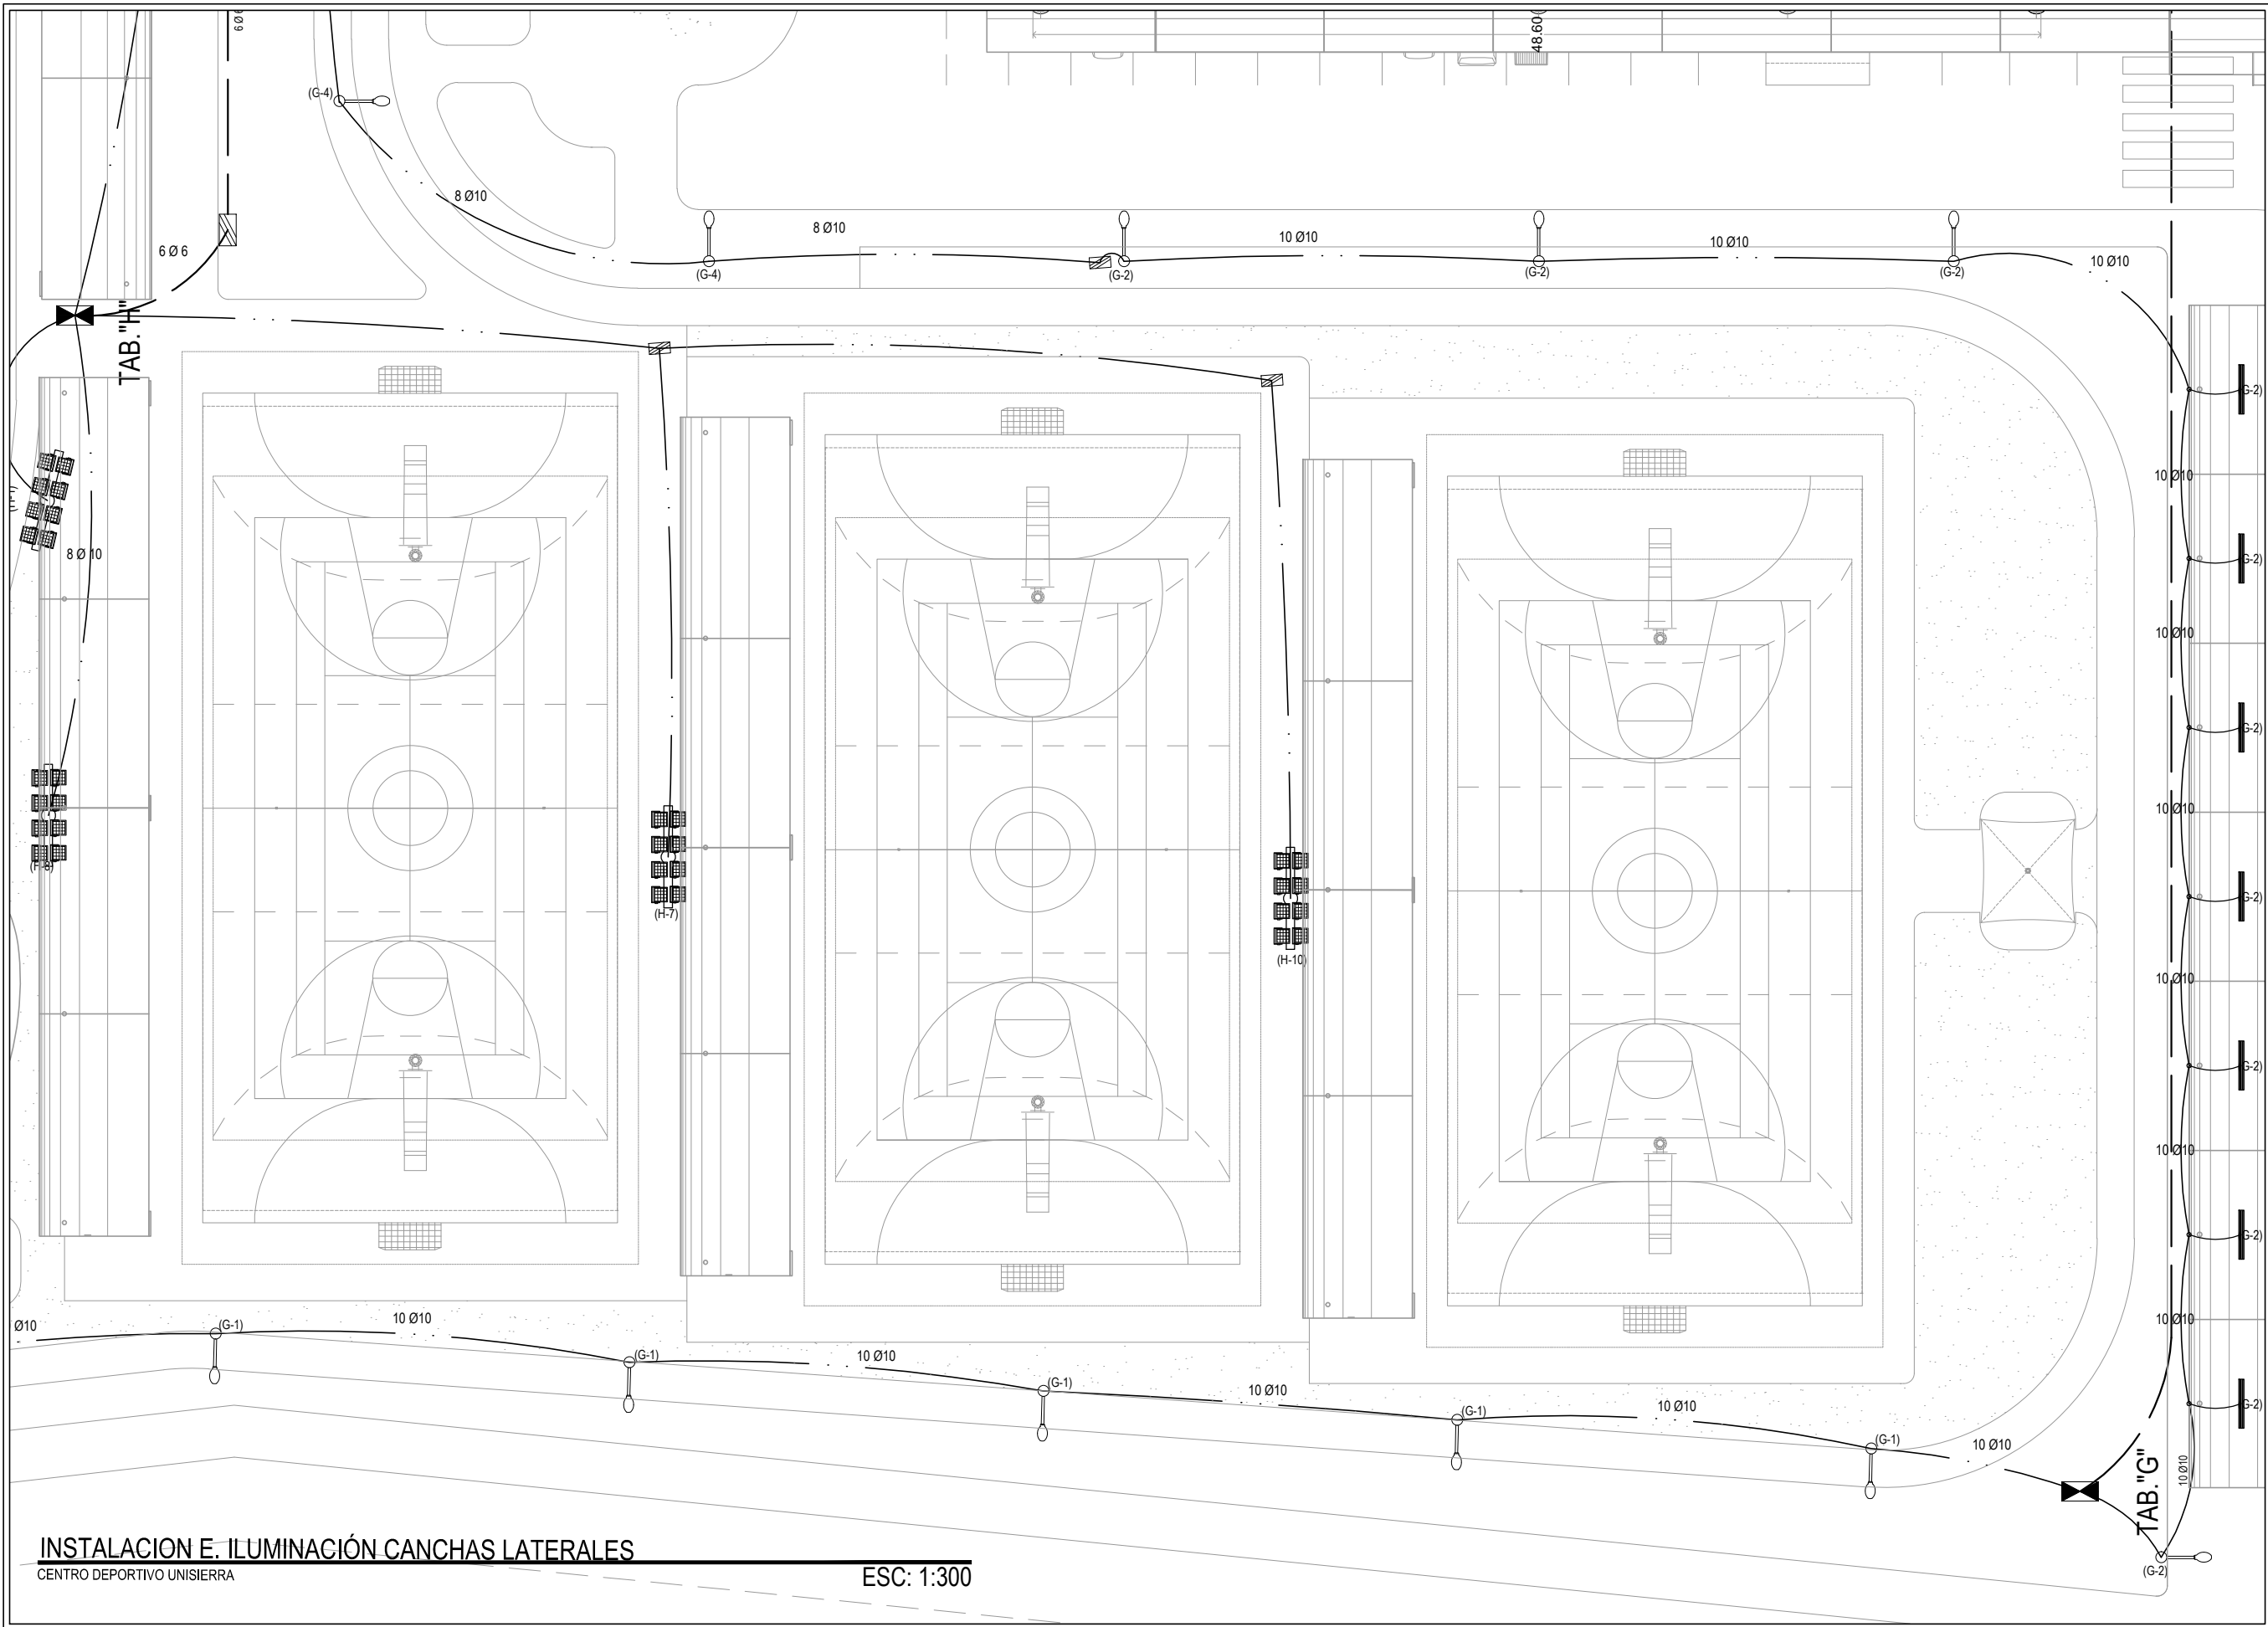 6 Ø 6
48.60
(G-4)
8 Ø10
8 Ø10
10 Ø10
10 Ø10
10 Ø10
6 Ø 6
(G-4)
(G-2)
(G-2)
(G-2)
TAB."H"
G-2)
10 Ø10
8 Ø 10
G-2)
10 Ø10
G-2)
10 Ø10
(H-8)
(H-7)
G-2)
(H-10)
10 Ø10
G-2)
10 Ø10
G-2)
10 Ø10
Ø10
(G-1)
10 Ø10
(G-1)
10 Ø10
(G-1)
10 Ø10
(G-1)
10 Ø10
(G-1)
10 Ø10
G-2)
10 Ø10
TAB."G"
(G-2)
INSTALACION E. ILUMINACIÓN CANCHAS LATERALES
CENTRO DEPORTIVO UNISIERRA
ESC: 1:300